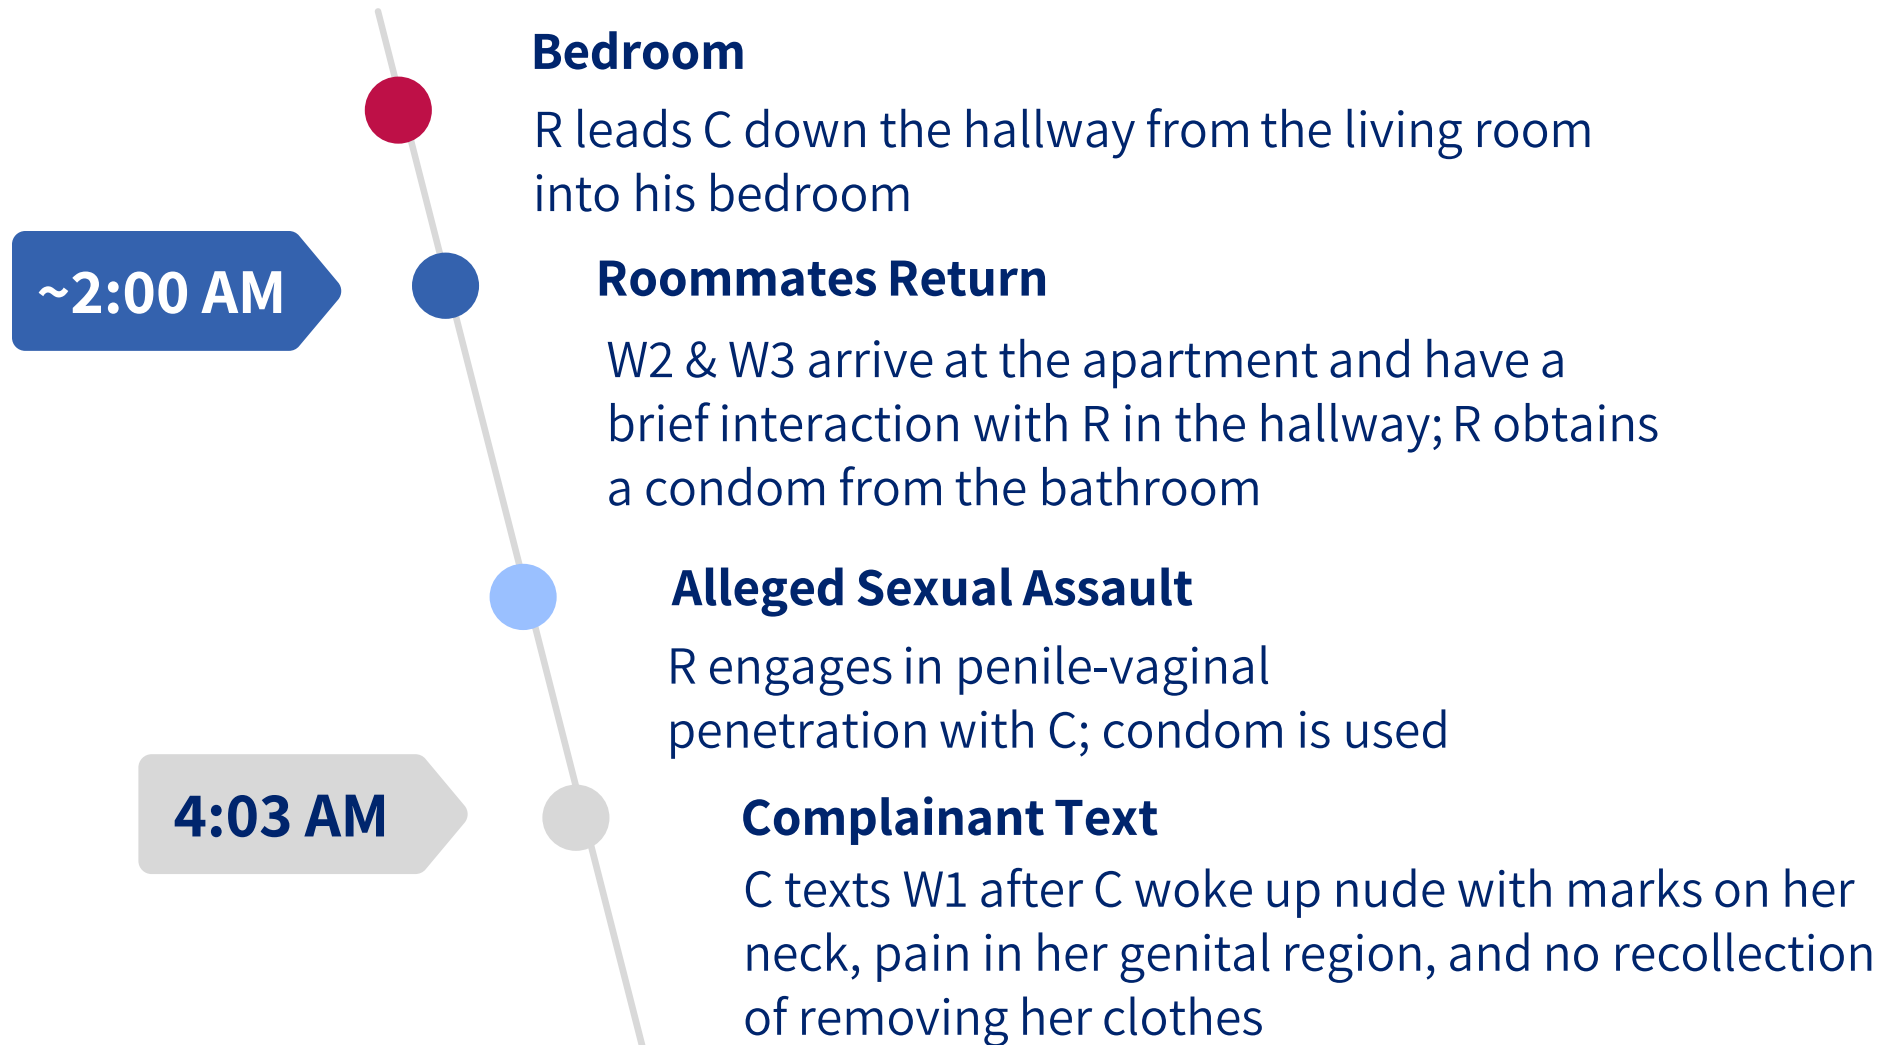 Bedroom
R leads C down the hallway from the living room
into his bedroom
~2:00 AM
Roommates Return
W2 & W3 arrive at the apartment and have a
brief interaction with R in the hallway; R obtains
a condom from the bathroom
Alleged Sexual Assault
R engages in penile-vaginal
penetration with C; condom is used
4:03 AM
Complainant Text
C texts W1 after C woke up nude with marks on her
neck, pain in her genital region, and no recollection
of removing her clothes